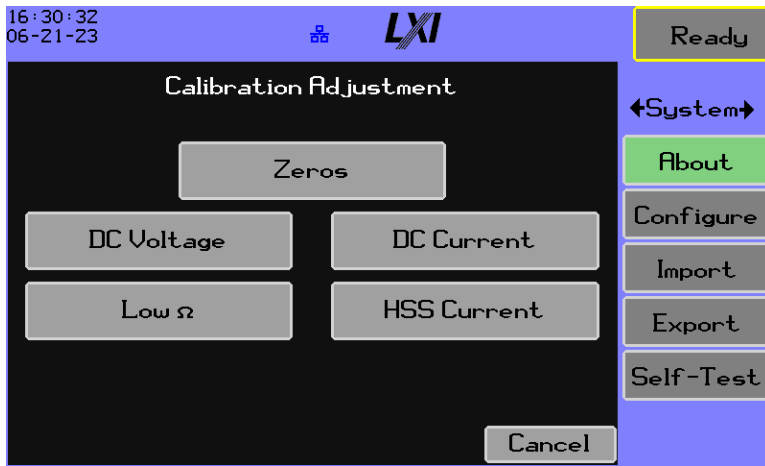 16:30:32
06-21-23
LXI
Ready
Calibration Adjustment
←System→
Zeros
About
DC Voltage
DC Current
Configure
Low Ω
HSS Current
Import
Export
Self-Test
Cancel